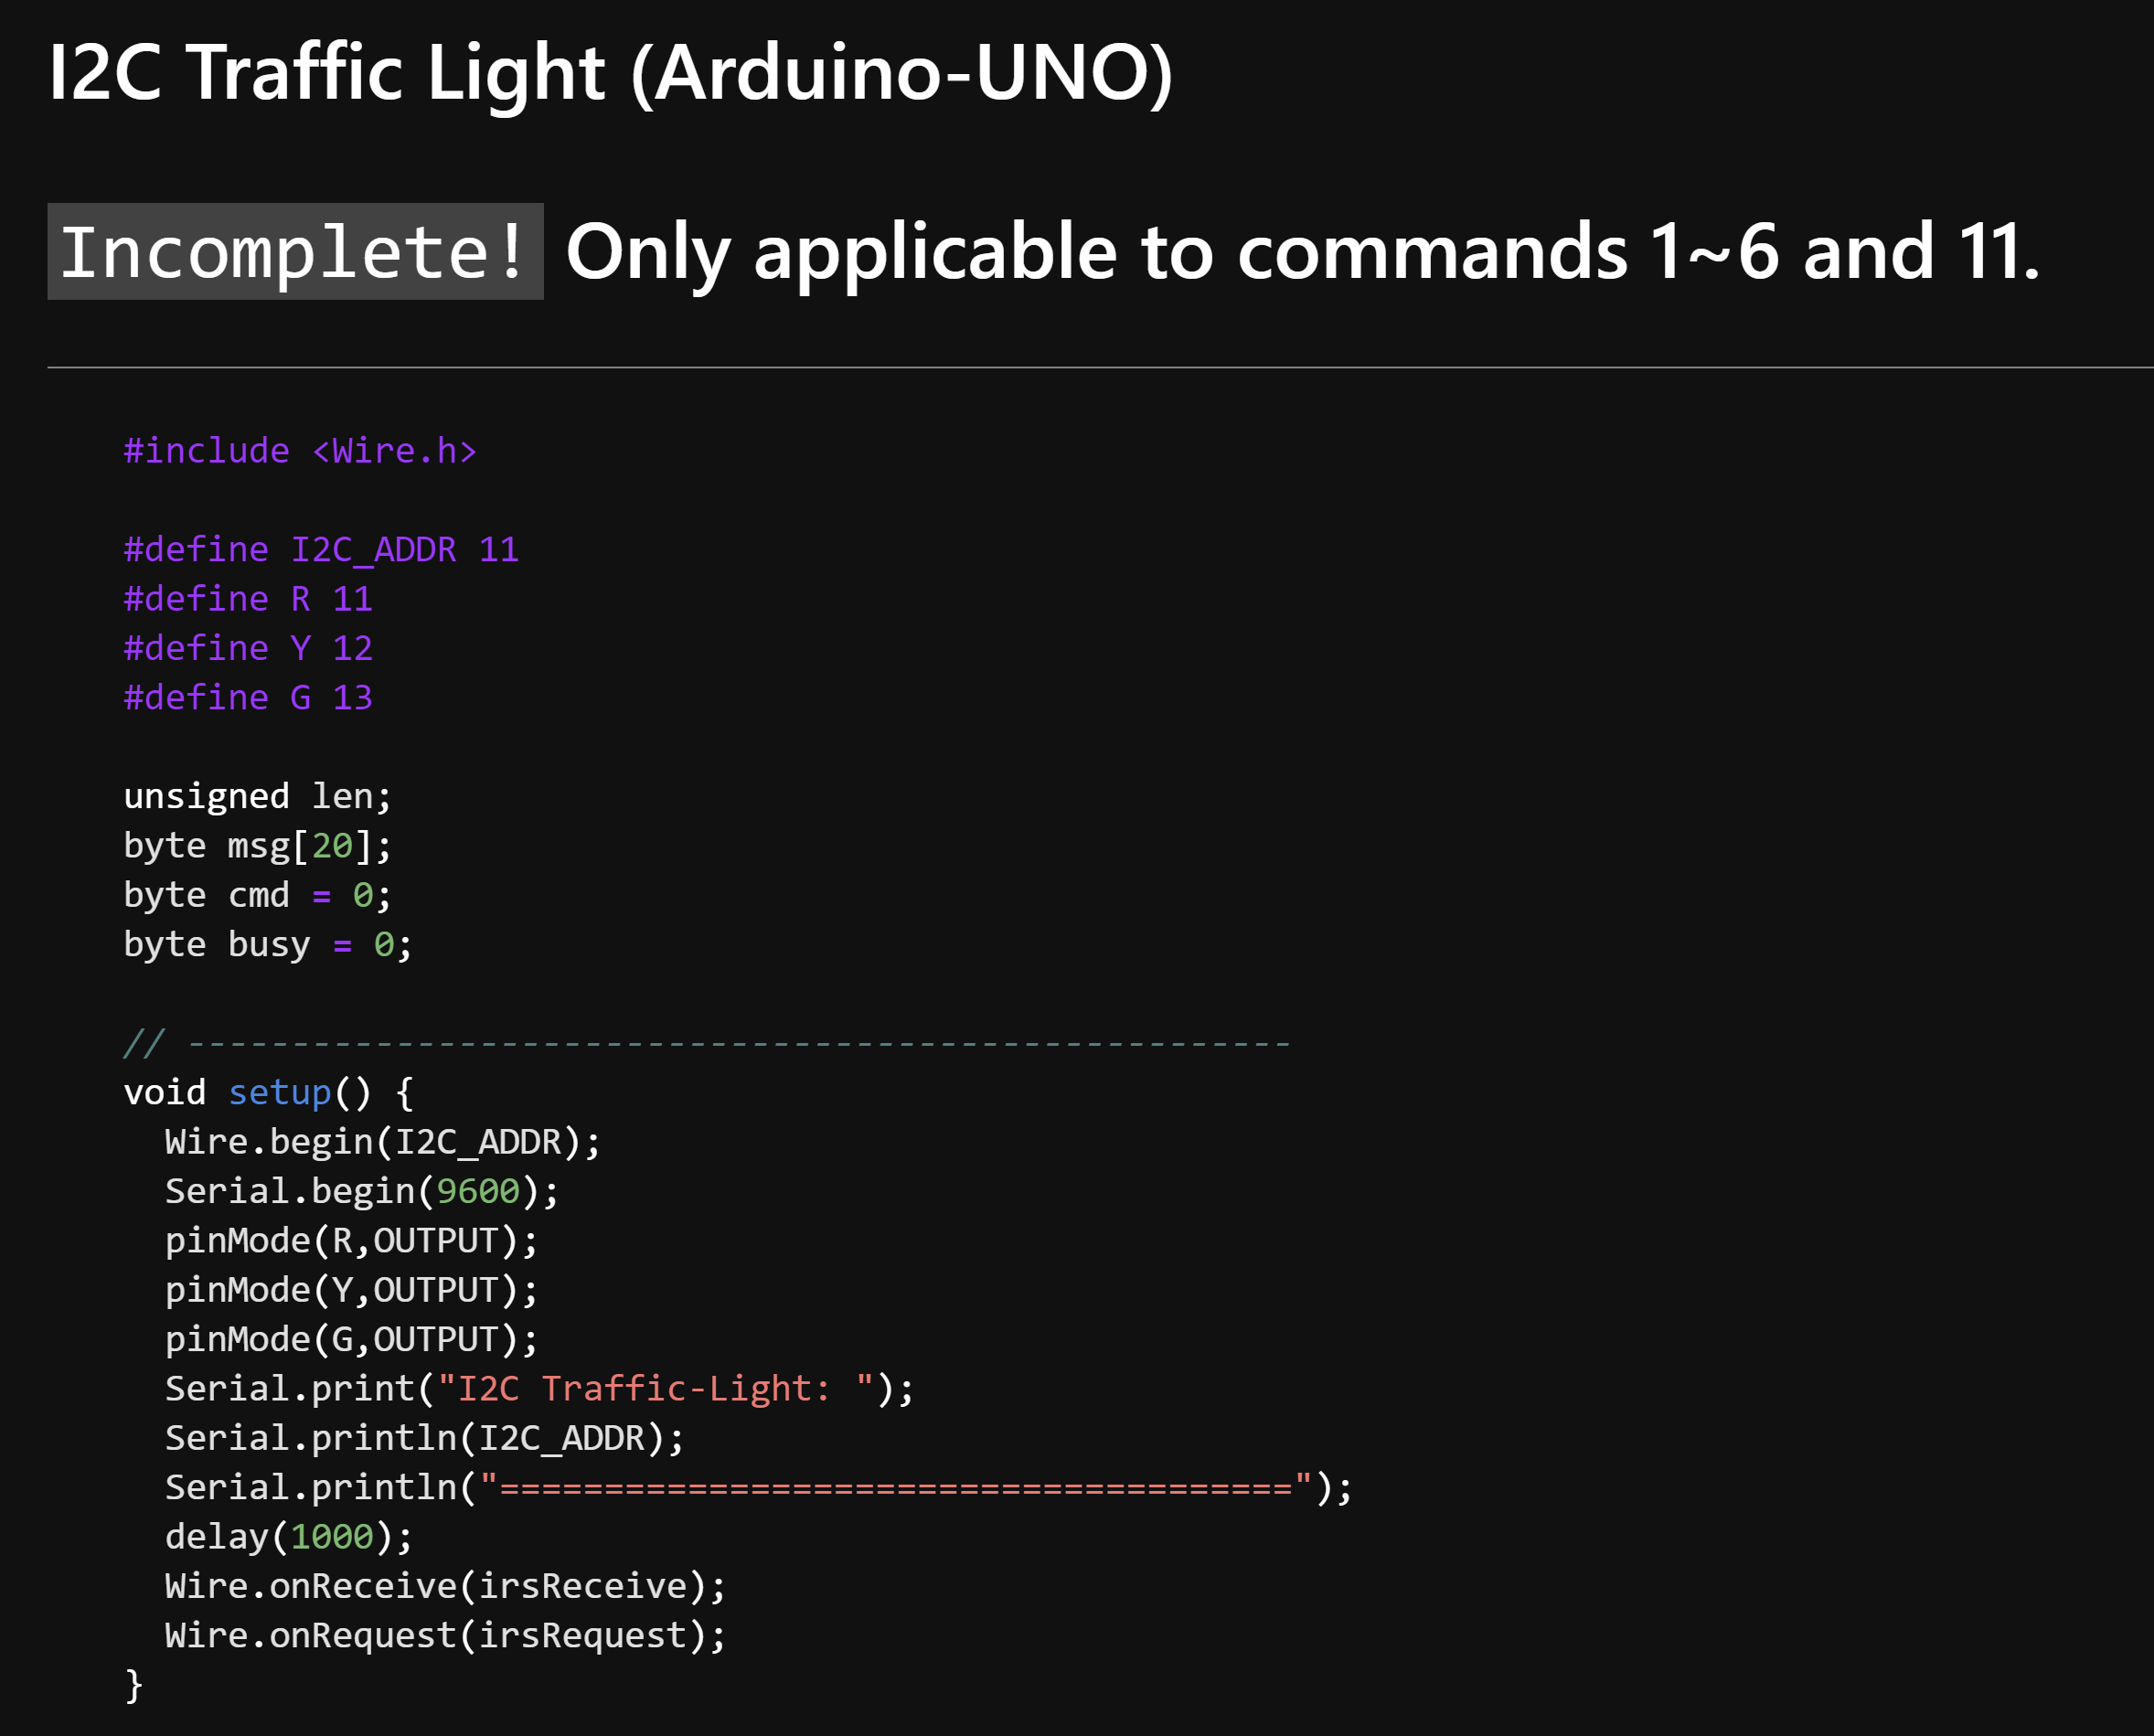 I2C Traffic Light (Arduino-UNO)
Incomplete! Only applicable to commands 1~6 and 11.
#include <Wire.h>
#define I2C_ADDR 11
#define R 11
#define Y 12
#define G 13
unsigned len;
byte msg[20];
byte cmd = 0;
byte busy = 0;
// -----------------------------------------------------
void setup() {
  Wire.begin(I2C_ADDR);
  Serial.begin(9600);
  pinMode(R,OUTPUT);
  pinMode(Y,OUTPUT);
  pinMode(G,OUTPUT);
  Serial.print("I2C Traffic-Light: ");
  Serial.println(I2C_ADDR);
  Serial.println("======================================");
  delay(1000);
  Wire.onReceive(irsReceive);
  Wire.onRequest(irsRequest);
}